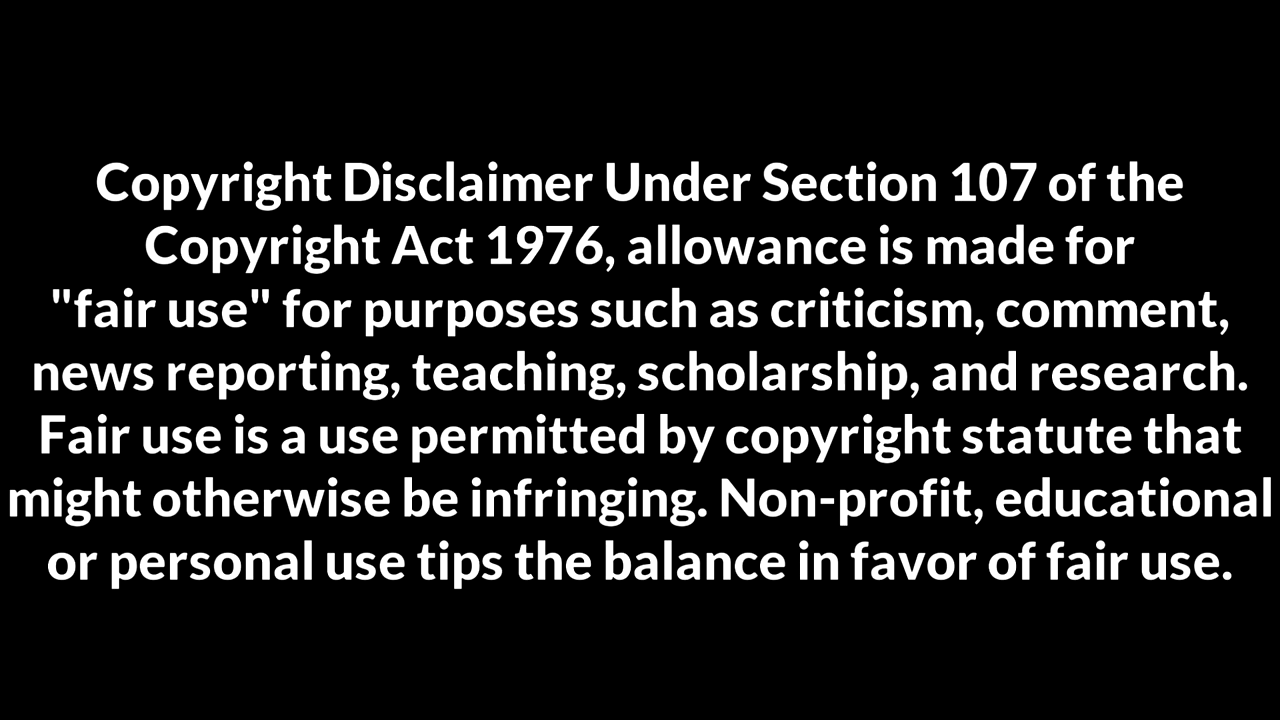 Copyright Disclaimer Under Section 107 of the
Copyright Act 1976, allowance is made for
"fair use" for purposes such as criticism, comment,
news reporting, teaching, scholarship, and research.
Fair use is a use permitted by copyright statute that
might otherwise be infringing. Non-profit, educational
or personal use tips the balance in favor of fair use.